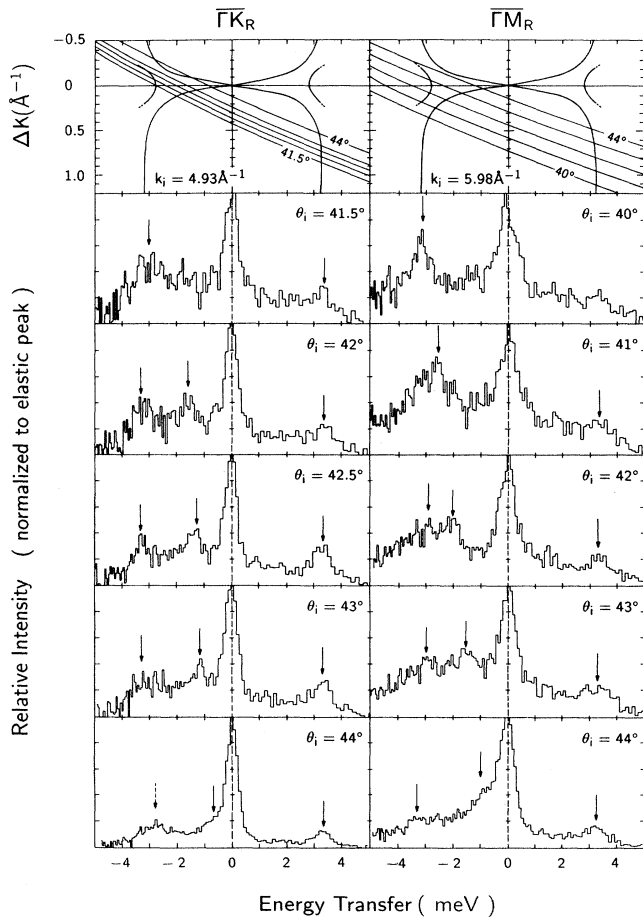 Γ̅K̅_R Γ̅M̅_R
−0.5
0
0.5
1.0
ΔK(Å⁻¹)
44°
41.5°
k_i = 4.93Å⁻¹
44°
40°
k_i = 5.98Å⁻¹
θ_i = 41.5° θ_i = 40°
θ_i = 42° θ_i = 41°
θ_i = 42.5° θ_i = 42°
θ_i = 43° θ_i = 43°
θ_i = 44° θ_i = 44°
Relative Intensity ( normalized to elastic peak )
−4 −2 0 2 4 −4 −2 0 2 4
Energy Transfer ( meV )